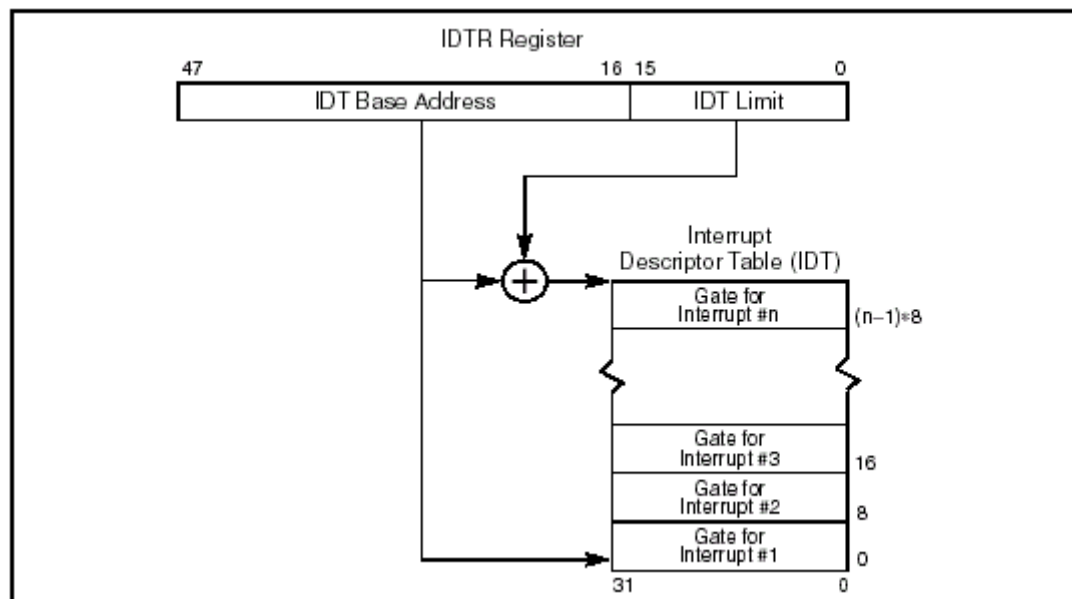 IDTR Register
47 16 15 0
IDT Base Address IDT Limit
Interrupt
Descriptor Table (IDT)
Gate for
Interrupt #n
(n−1)*8
Gate for
Interrupt #3
16
Gate for
Interrupt #2
8
Gate for
Interrupt #1
0
31 0